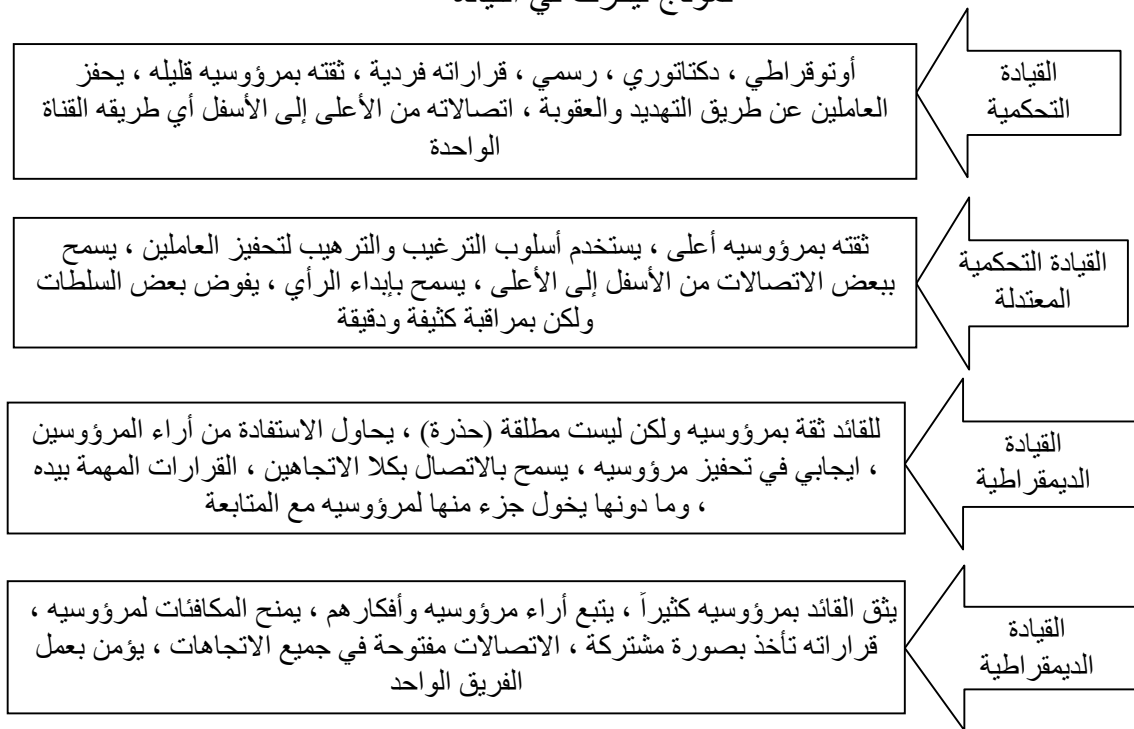 القيادة
التحكمية
أوتوقراطي ، دكتاتوري ، رسمي ، قراراته فردية ، ثقته بمرؤوسيه قليله ، يحفز
العاملين عن طريق التهديد والعقوبة ، اتصالاته من الأعلى إلى الأسفل أي طريقه القناة
الواحدة
القيادة التحكمية
المعتدلة
ثقته بمرؤوسيه أعلى ، يستخدم أسلوب الترغيب والترهيب لتحفيز العاملين ، يسمح
ببعض الاتصالات من الأسفل إلى الأعلى ، يسمح بإبداء الرأي ، يفوض بعض السلطات
ولكن بمراقبة كثيفة ودقيقة
القيادة
الديمقراطية
للقائد ثقة بمرؤوسيه ولكن ليست مطلقة (حذرة) ، يحاول الاستفادة من أراء المرؤوسين
، ايجابي في تحفيز مرؤوسيه ، يسمح بالاتصال بكلا الاتجاهين ، القرارات المهمة بيده
، وما دونها يخول جزء منها لمرؤوسيه مع المتابعة
القيادة
الديمقراطية
يثق القائد بمرؤوسيه كثيراً ، يتبع أراء مرؤوسيه وأفكارهم ، يمنح المكافئات لمرؤوسيه ،
قراراته تأخذ بصورة مشتركة ، الاتصالات مفتوحة في جميع الاتجاهات ، يؤمن بعمل
الفريق الواحد